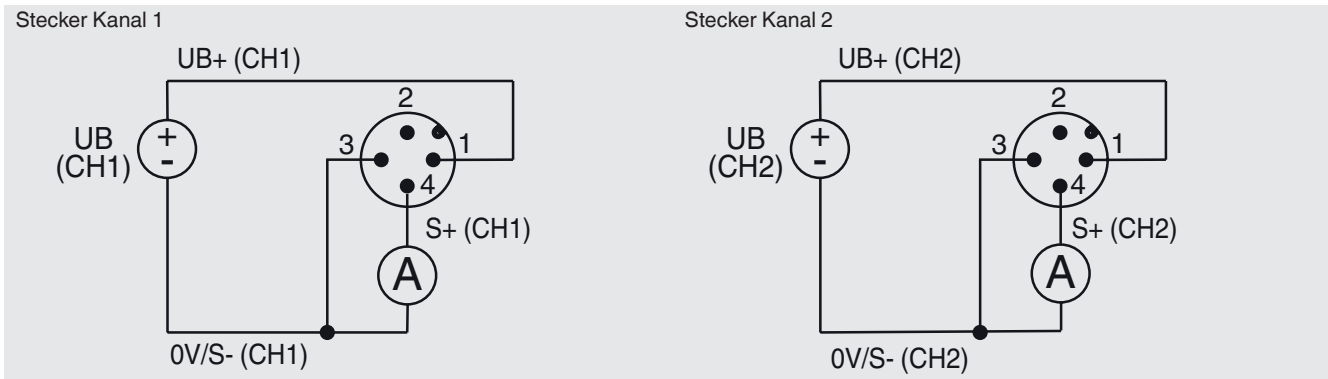 Stecker Kanal 1
UB+ (CH1)
2
UB
(CH1)
+
-
3
1
4
S+ (CH1)
A
0V/S- (CH1)
Stecker Kanal 2
UB+ (CH2)
2
UB
(CH2)
+
-
3
1
4
S+ (CH2)
A
0V/S- (CH2)